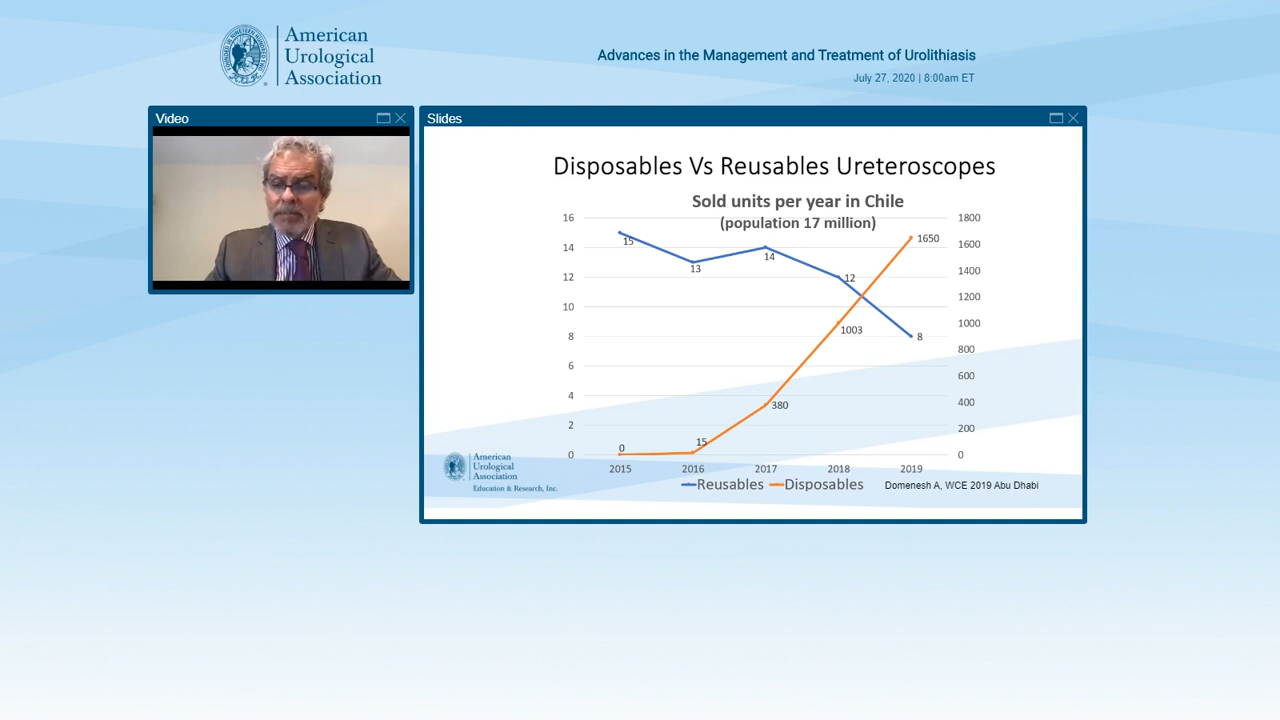 American
Urological
Association
Advances in the Management and Treatment of Urolithiasis
July 27, 2020 | 8:00am ET
Video
Slides
Disposables Vs Reusables Ureteroscopes
Sold units per year in Chile
(population 17 million)
16
14
12
10
8
6
4
2
0
1800
1600
1400
1200
1000
800
600
400
200
0
15
13
14
12
8
0
15
380
1003
1650
2015 2016 2017 2018 2019
Reusables Disposables
Domenesh A, WCE 2019 Abu Dhabi
American
Urological
Association
Education & Research, Inc.